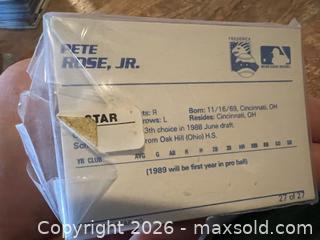 PETE
ROSE, JR.
FREDERICK
STAR
ts: R Born: 11/16/69, Cincinnati, OH
rows: L Resides: Cincinnati, OH
3th choice in 1988 June draft.
Sc from Oak Hill (Ohio) H.S.
YR CLUB AVG G AB R H 2B 3B HR RBI BB SO SB
(1989 will be first year in pro ball)
27 of 27
Copyright © 2026 - maxsold.com